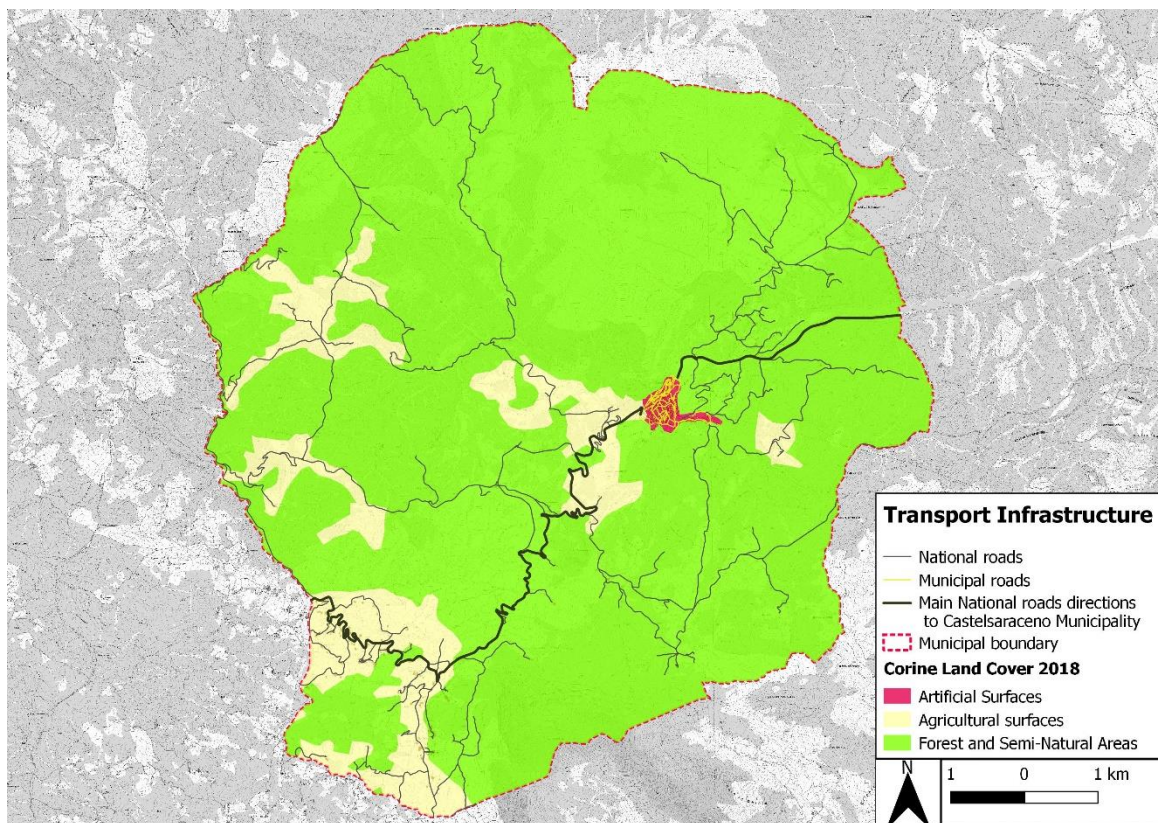 Transport Infrastructure
National roads
Municipal roads
Main National roads directions
to Castelsaraceno Municipality
Municipal boundary
Corine Land Cover 2018
Artificial Surfaces
Agricultural surfaces
Forest and Semi-Natural Areas
N
1 0 1 km